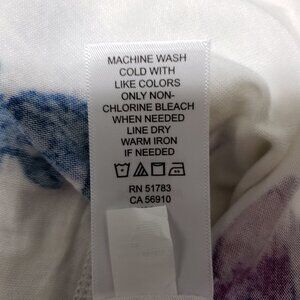 MACHINE WASH
COLD WITH
LIKE COLORS
ONLY NON-
CHLORINE BLEACH
WHEN NEEDED
LINE DRY
WARM IRON
IF NEEDED
RN 51783
CA 56910